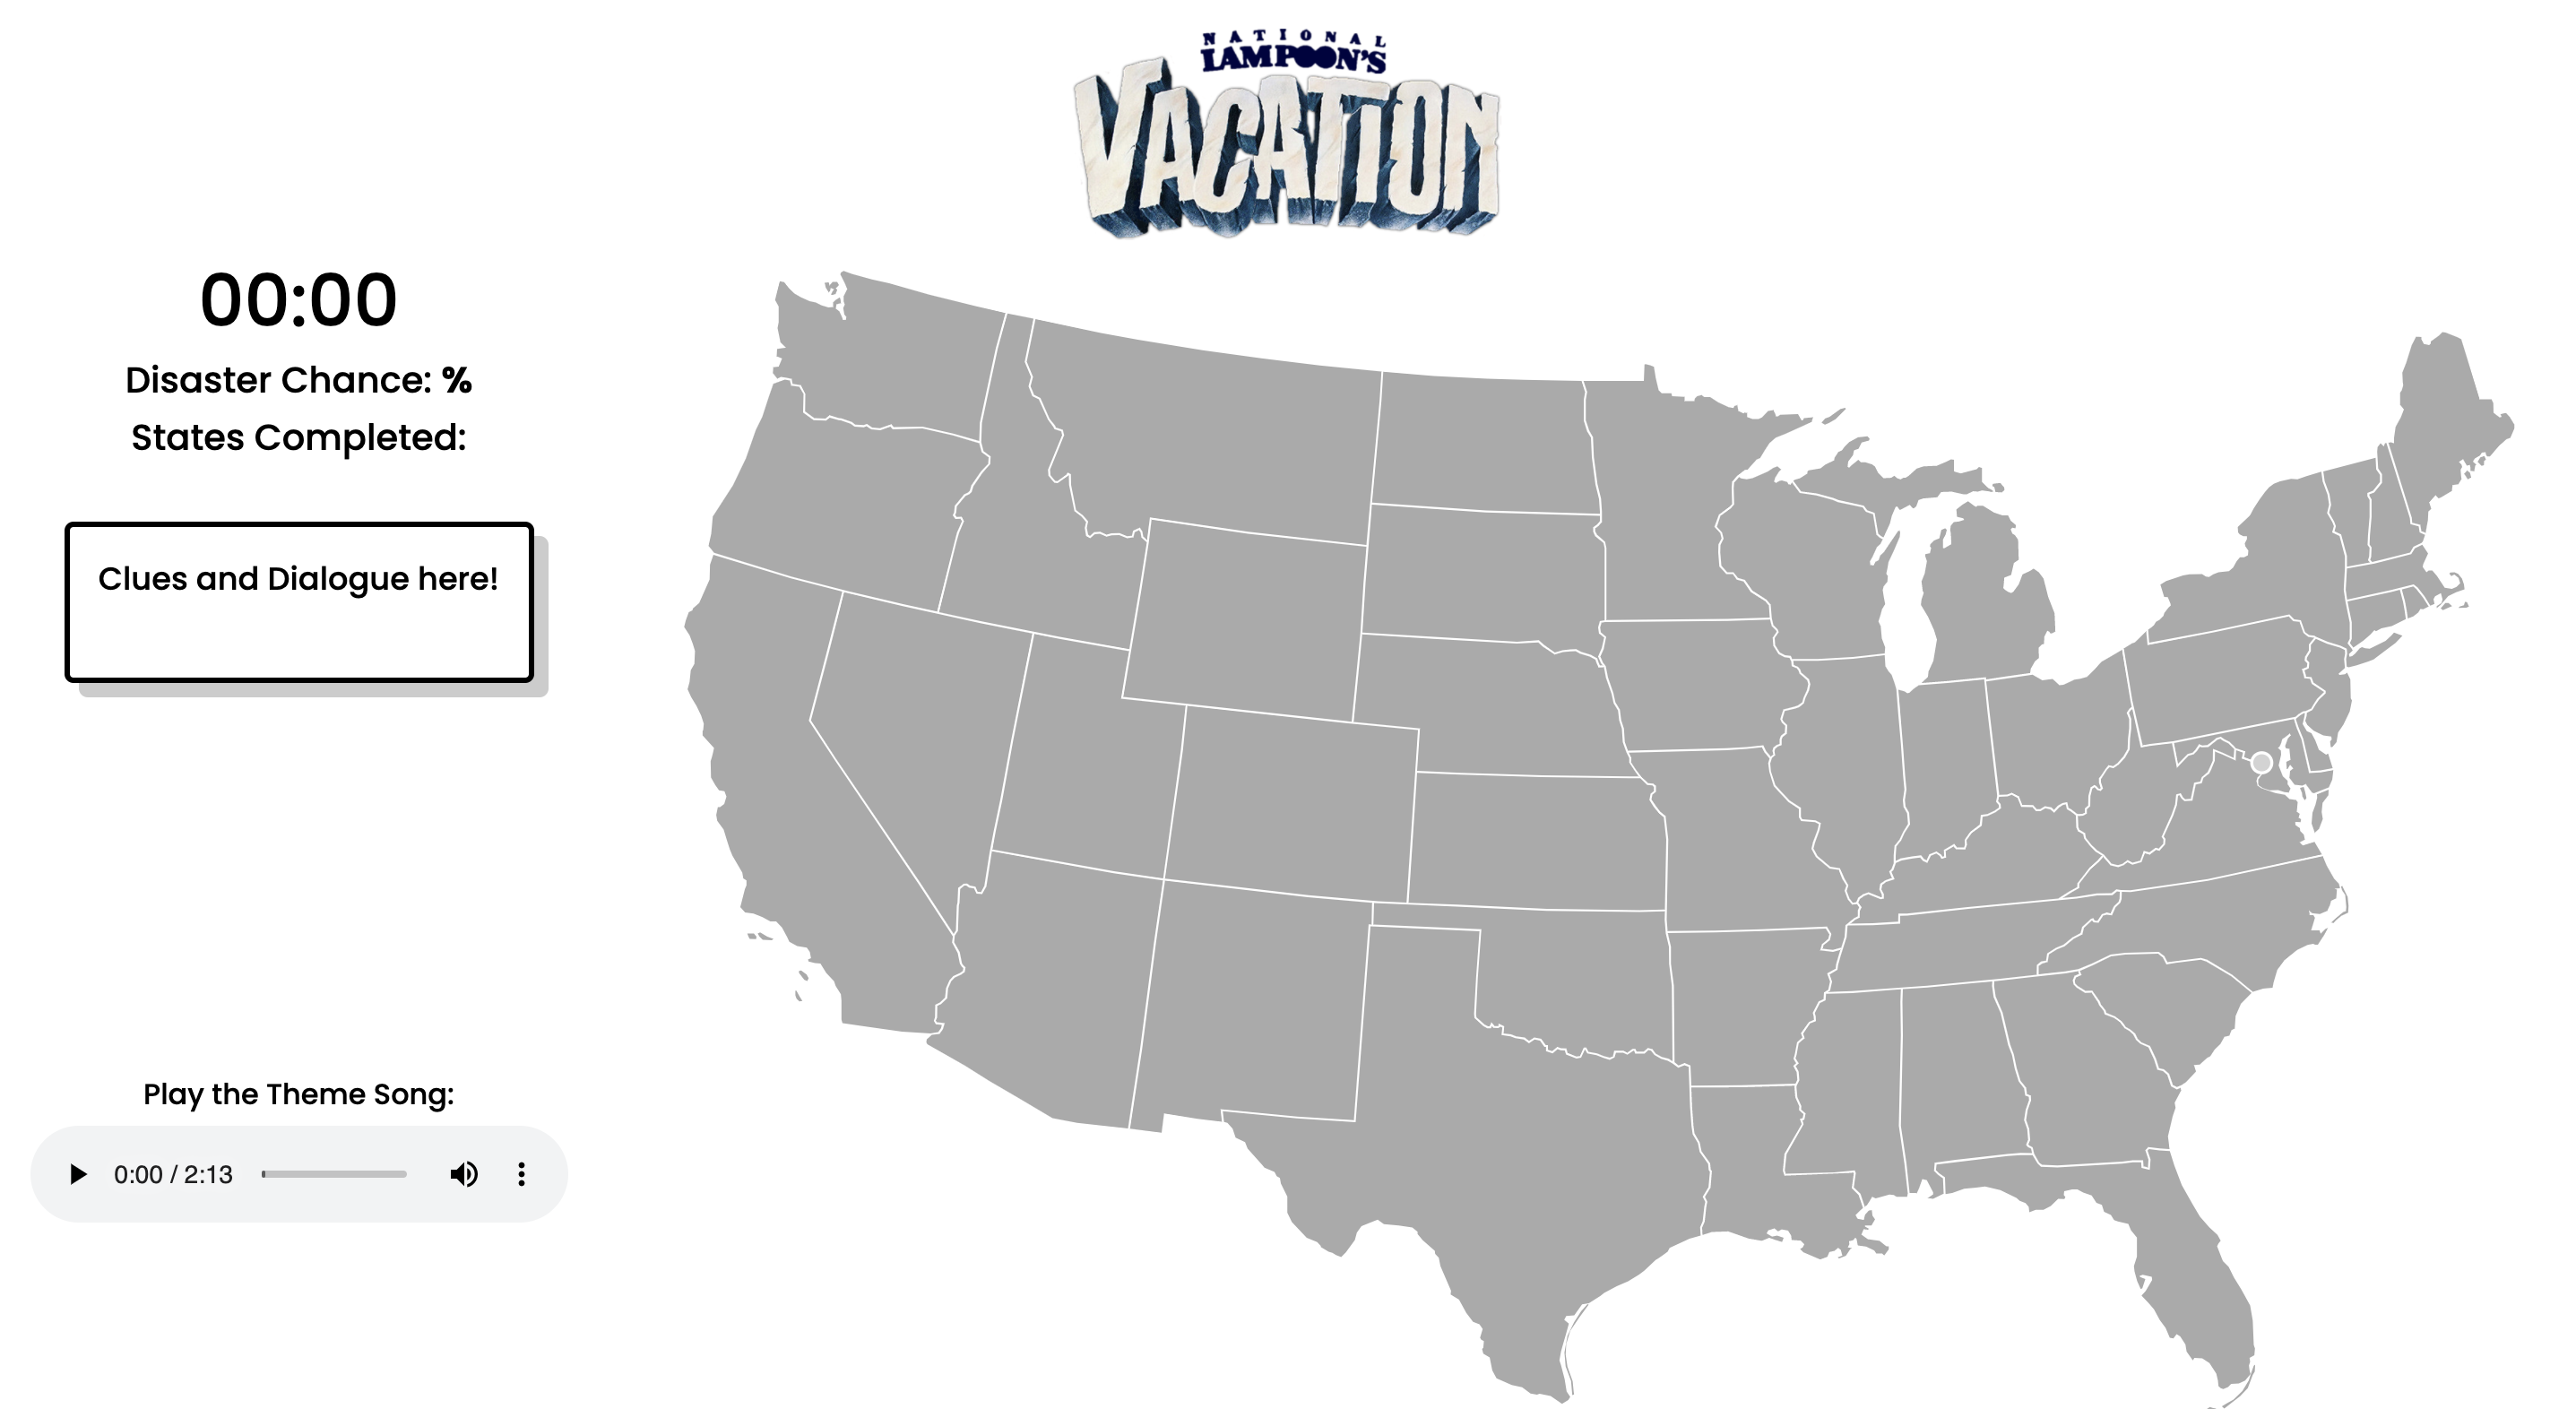 NATIONAL
LAMPOON'S
VACATION
00:00
Disaster Chance: %
States Completed:
Clues and Dialogue here!
Play the Theme Song:
0:00 / 2:13